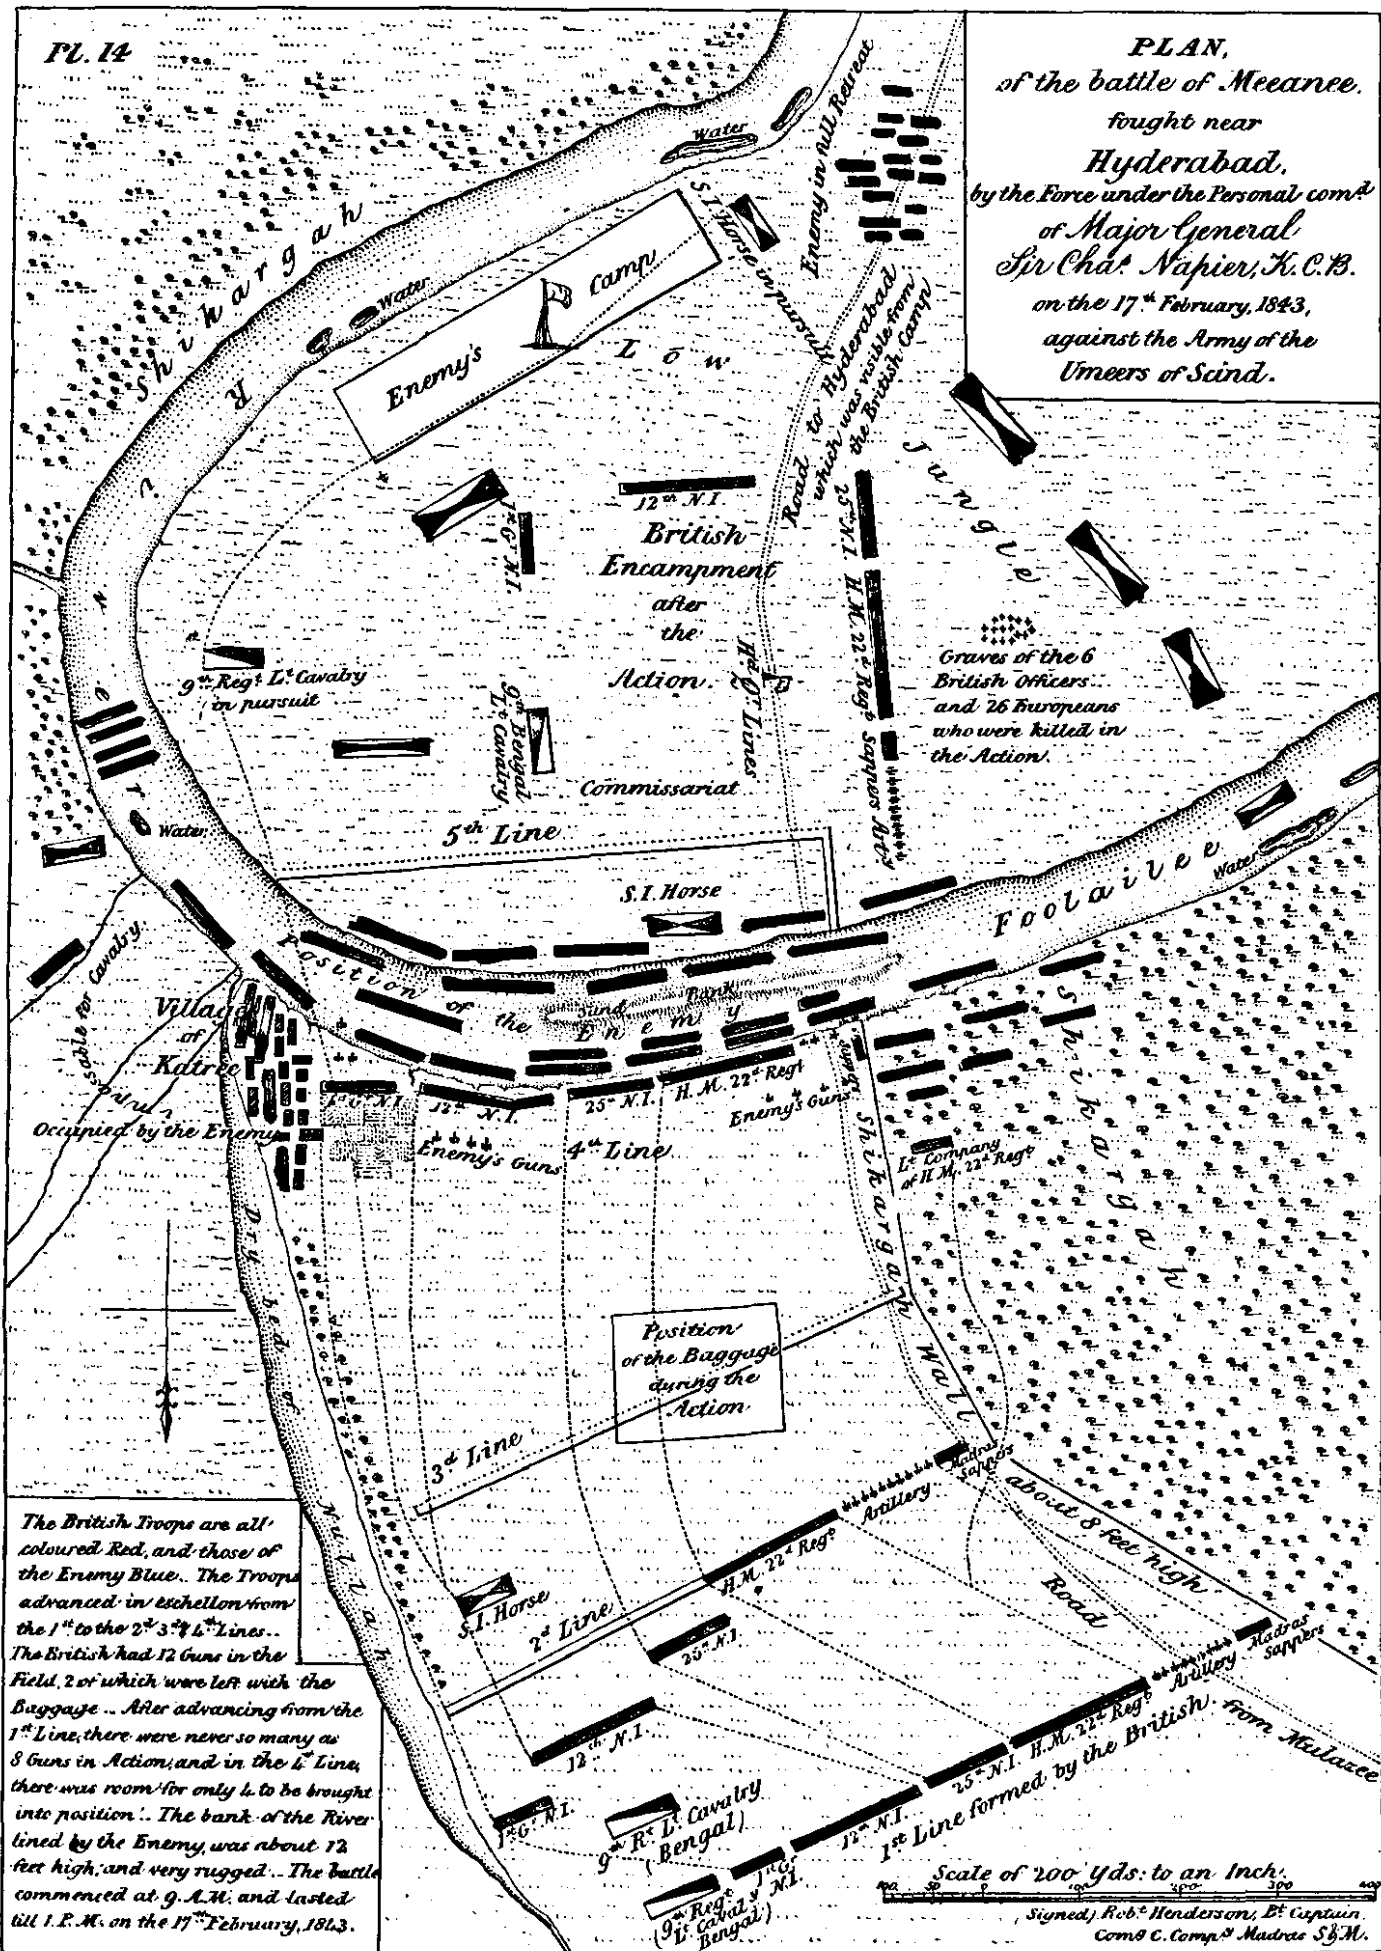 Pl. 14
PLAN,
of the battle of Meeanee.
fought near
Hyderabad,
by the Force under the Personal comd
of Major General
Sir Chas. Napier, K.C.B.
on the 17th February, 1843,
against the Army of the
Umeers of Scind.
Shikargah
River
Water
Water
Enemy in full Retreat
S.I. Horse in pursuit
Enemy's Camp
Low
Jungle
Road to Hyderabad,
which was visible from
the British Camp
12th N.I.
British
Encampment
after
the
Action.
1st Gr. N.I.
25th N.I.
H.M. 22d Regt
Sappers
Arty
Hd. Qr. Lines
Graves of the 6
British Officers
and 26 Europeans
who were killed in
the Action.
9th Regt Lt Cavalry
in pursuit
9th Bengal
Lt Cavalry
Commissariat
5th Line
Water
S.I. Horse
Foolailee
Water
Position of the Enemy
Sand Bank
Village
of
Katree
Occupied by the Enemy
for Cavalry
1st Gr. N.I.
12th N.I.
25th N.I.
H.M. 22d Regt
Sappers
Enemy's Guns
Enemy's Guns
4th Line
Lt Company
of H.M. 22d Regt
Shikargah
Shikargah Wall
about 8 feet high
Dry bed of Nullah
Position
of the Baggage
during the
Action
3d Line
Madras
Sappers
Artillery
H.M. 22d Regt
S.I. Horse
2d Line
25th N.I.
12th N.I.
1st Gr. N.I.
9th Rt Lt Cavalry
(Bengal)
Road from Mulazee
Madras
Sappers
Artillery
H.M. 22d Regt
25th N.I.
12th N.I.
1st Gr. N.I.
1st Line formed by the British
(9th Regt
Lt Cavaly
Bengal)
The British Troops are all
coloured Red, and those of
the Enemy Blue.. The Troops
advanced in eschellon from
the 1st to the 2d 3d & 4th Lines..
The British had 12 Guns in the
Field, 2 of which were left with the
Baggage .. After advancing from the
1st Line, there were never so many as
8 Guns in Action; and in the 4th Line,
there was room for only 4 to be brought
into position .. The bank of the River
lined by the Enemy, was about 12
feet high, and very rugged .. The battle
commenced at 9. A.M. and lasted
till 1. P.M. on the 17th February, 1843.
Scale of 200 Yds: to an Inch.
100 50 0 100 200 300 400
Signed, Robt Henderson, Bt Captain
Comg C. Compy Madras S & M.